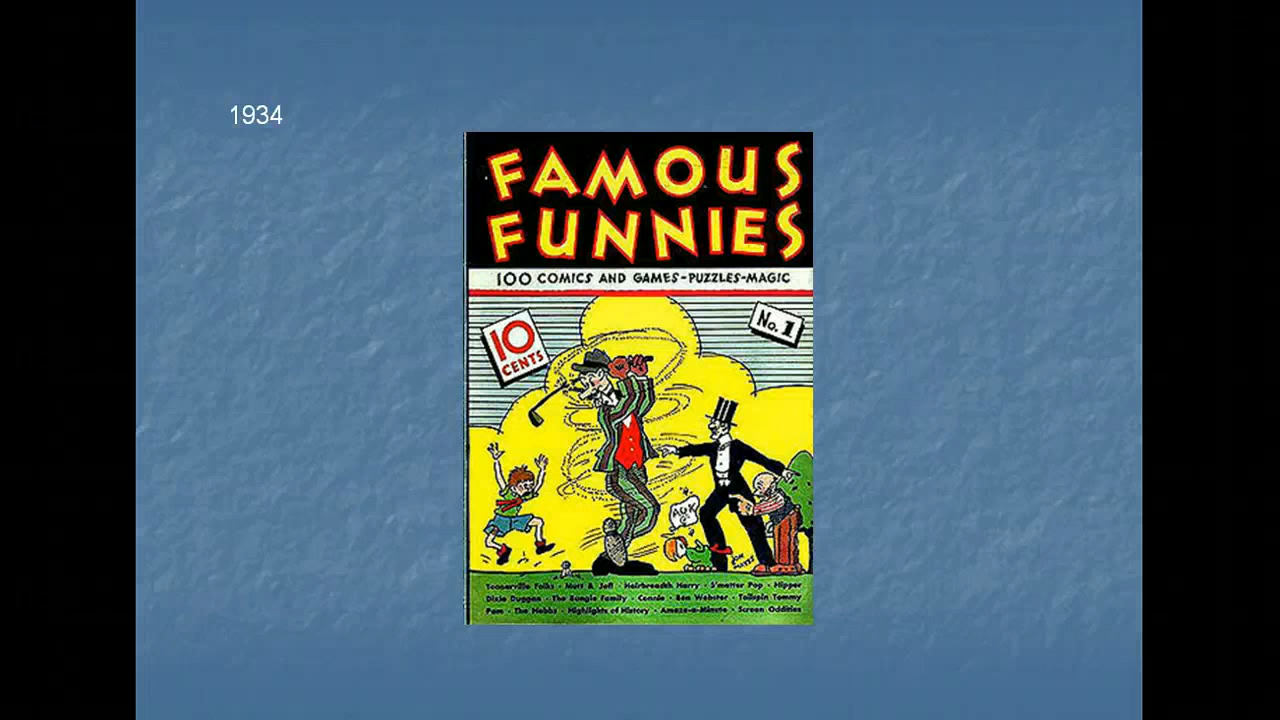 1934
FAMOUS
FUNNIES
100 COMICS AND GAMES-PUZZLES-MAGIC
10
CENTS
No. 1
Toonerville Folks · Mutt & Jeff · Hairbreadth Harry · S'matter Pop · Nipper
Dixie Dugan · The Bungle Family · Connie · Ben Webster · Tailspin Tommy
Pam · The Nebbs · Highlights of History · Ameze-a-Minute · Screen Oddities